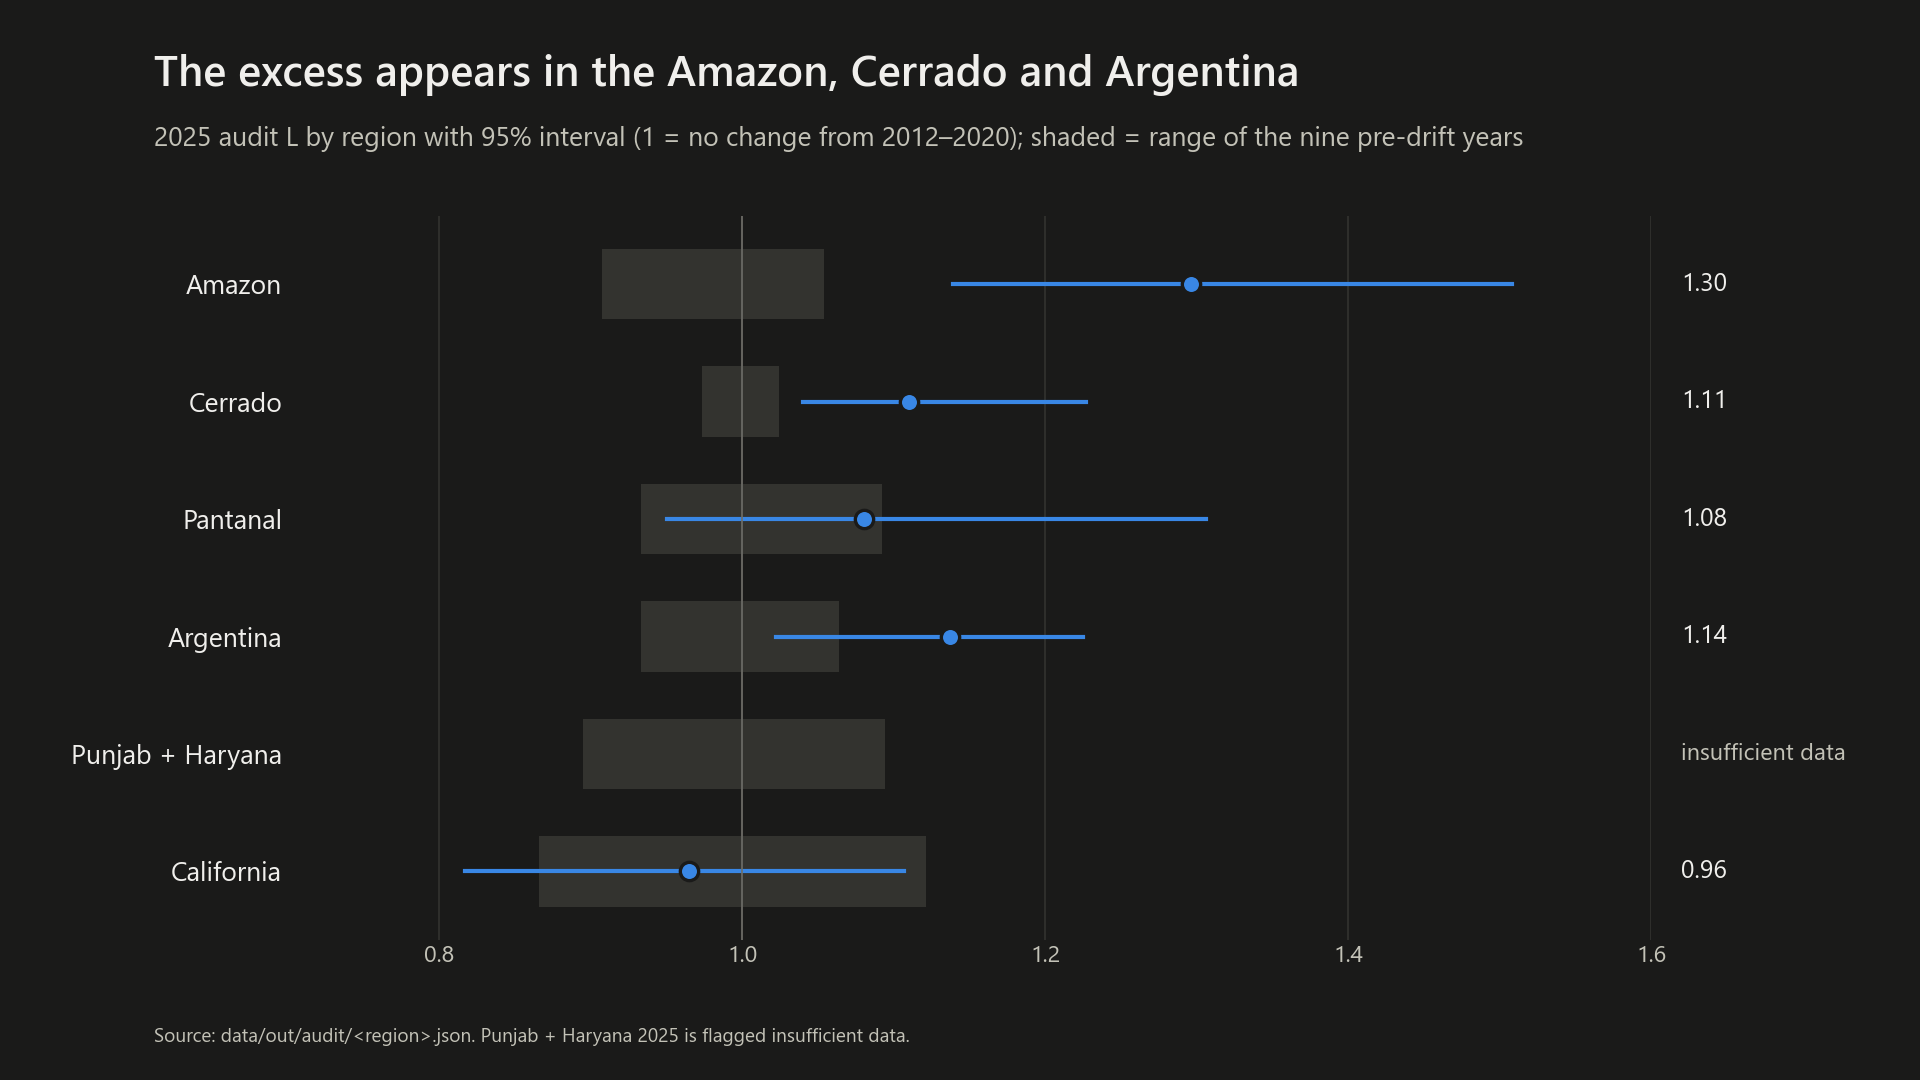 The excess appears in the Amazon, Cerrado and Argentina
2025 audit L by region with 95% interval (1 = no change from 2012–2020); shaded = range of the nine pre-drift years
Amazon 1.30
Cerrado 1.11
Pantanal 1.08
Argentina 1.14
Punjab + Haryana insufficient data
California 0.96
0.8 1.0 1.2 1.4 1.6
Source: data/out/audit/<region>.json. Punjab + Haryana 2025 is flagged insufficient data.